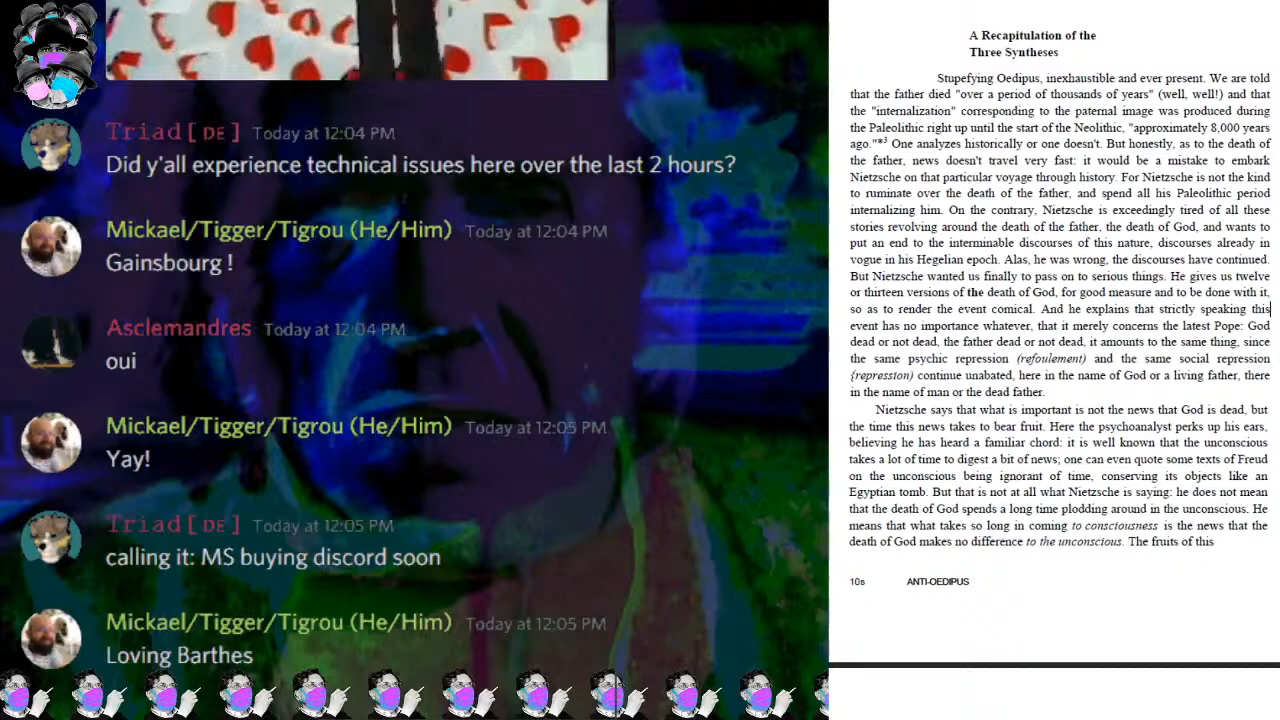 Triad[DE] Today at 12:04 PM
Did y'all experience technical issues here over the last 2 hours?
Mickael/Tigger/Tigrou (He/Him) Today at 12:04 PM
Gainsbourg !
Asclemandres Today at 12:04 PM
oui
Mickael/Tigger/Tigrou (He/Him) Today at 12:05 PM
Yay!
Triad[DE] Today at 12:05 PM
calling it: MS buying discord soon
Mickael/Tigger/Tigrou (He/Him) Today at 12:05 PM
Loving Barthes
A Recapitulation of the
Three Syntheses
Stupefying Oedipus, inexhaustible and ever present. We are told
that the father died "over a period of thousands of years" (well, well!) and that
the "internalization" corresponding to the paternal image was produced during
the Paleolithic right up until the start of the Neolithic, "approximately 8,000 years
ago."*³ One analyzes historically or one doesn't. But honestly, as to the death of
the father, news doesn't travel very fast: it would be a mistake to embark
Nietzsche on that particular voyage through history. For Nietzsche is not the kind
to ruminate over the death of the father, and spend all his Paleolithic period
internalizing him. On the contrary, Nietzsche is exceedingly tired of all these
stories revolving around the death of the father, the death of God, and wants to
put an end to the interminable discourses of this nature, discourses already in
vogue in his Hegelian epoch. Alas, he was wrong, the discourses have continued.
But Nietzsche wanted us finally to pass on to serious things. He gives us twelve
or thirteen versions of the death of God, for good measure and to be done with it,
so as to render the event comical. And he explains that strictly speaking this
event has no importance whatever, that it merely concerns the latest Pope: God
dead or not dead, the father dead or not dead, it amounts to the same thing, since
the same psychic repression (refoulement) and the same social repression
{repression) continue unabated, here in the name of God or a living father, there
in the name of man or the dead father.
Nietzsche says that what is important is not the news that God is dead, but
the time this news takes to bear fruit. Here the psychoanalyst perks up his ears,
believing he has heard a familiar chord: it is well known that the unconscious
takes a lot of time to digest a bit of news; one can even quote some texts of Freud
on the unconscious being ignorant of time, conserving its objects like an
Egyptian tomb. But that is not at all what Nietzsche is saying: he does not mean
that the death of God spends a long time plodding around in the unconscious. He
means that what takes so long in coming to consciousness is the news that the
death of God makes no difference to the unconscious. The fruits of this
10s ANTI-OEDIPUS